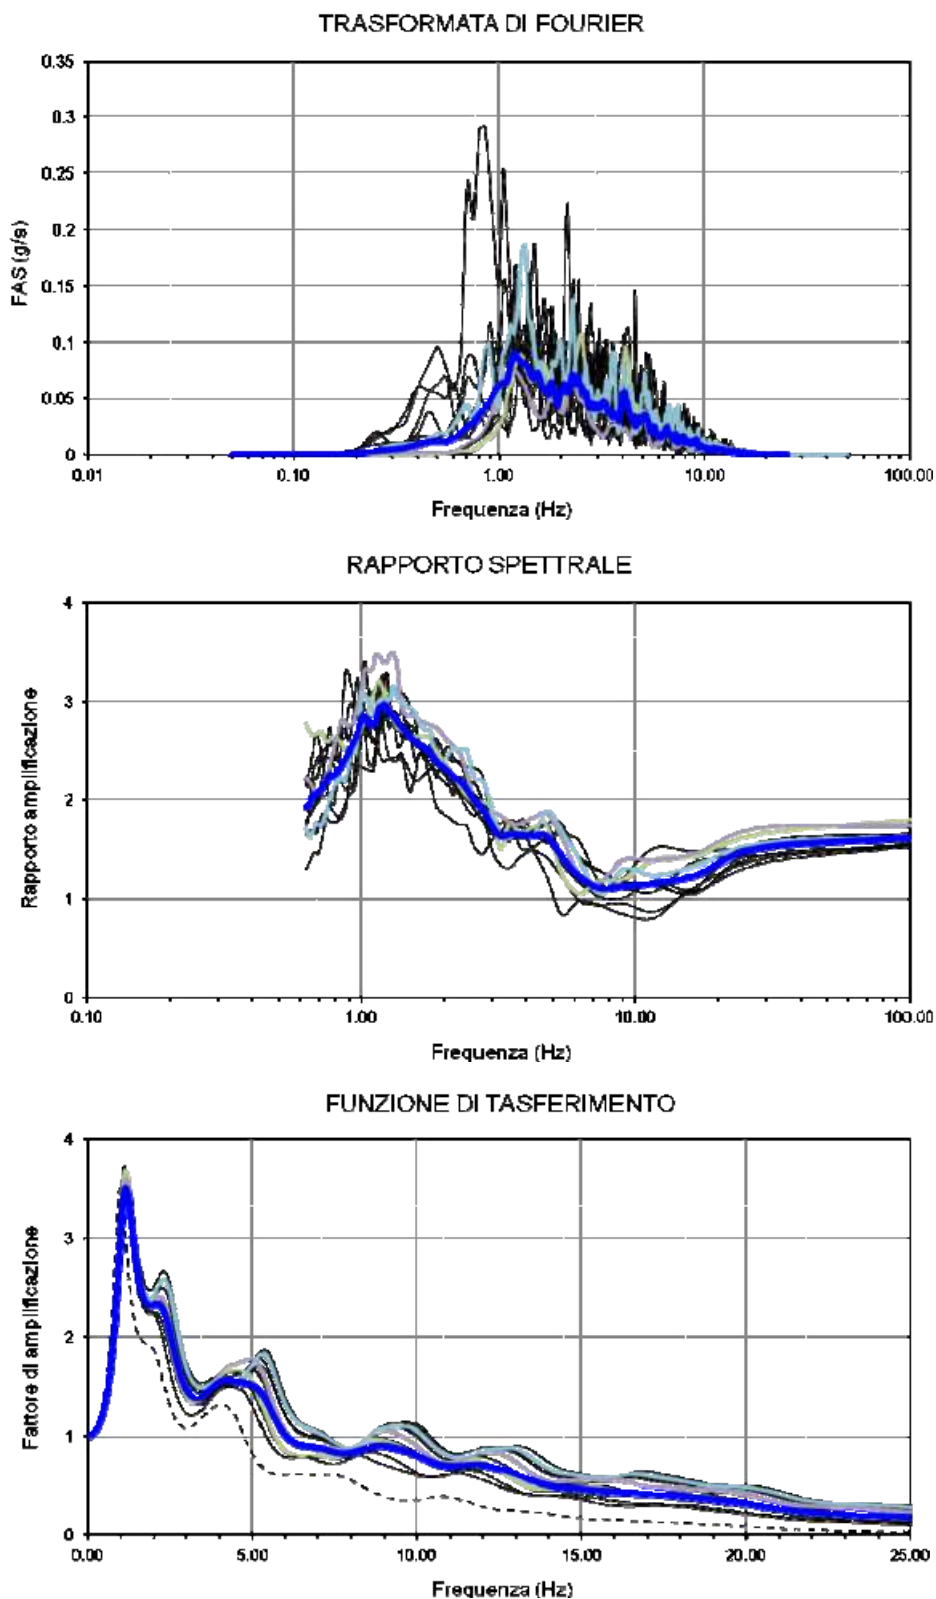 TRASFORMATA DI FOURIER
0.35
0.3
0.25
0.2
0.15
0.1
0.05
0
FAS (g/s)
0.01 0.10 1.00 10.00 100.00
Frequenza (Hz)
RAPPORTO SPETTRALE
4
3
2
1
0
Rapporto amplificazione
0.10 1.00 10.00 100.00
Frequenza (Hz)
FUNZIONE DI TASFERIMENTO
4
3
2
1
0
Fattore di amplificazione
0.00 5.00 10.00 15.00 20.00 25.00
Frequenza (Hz)